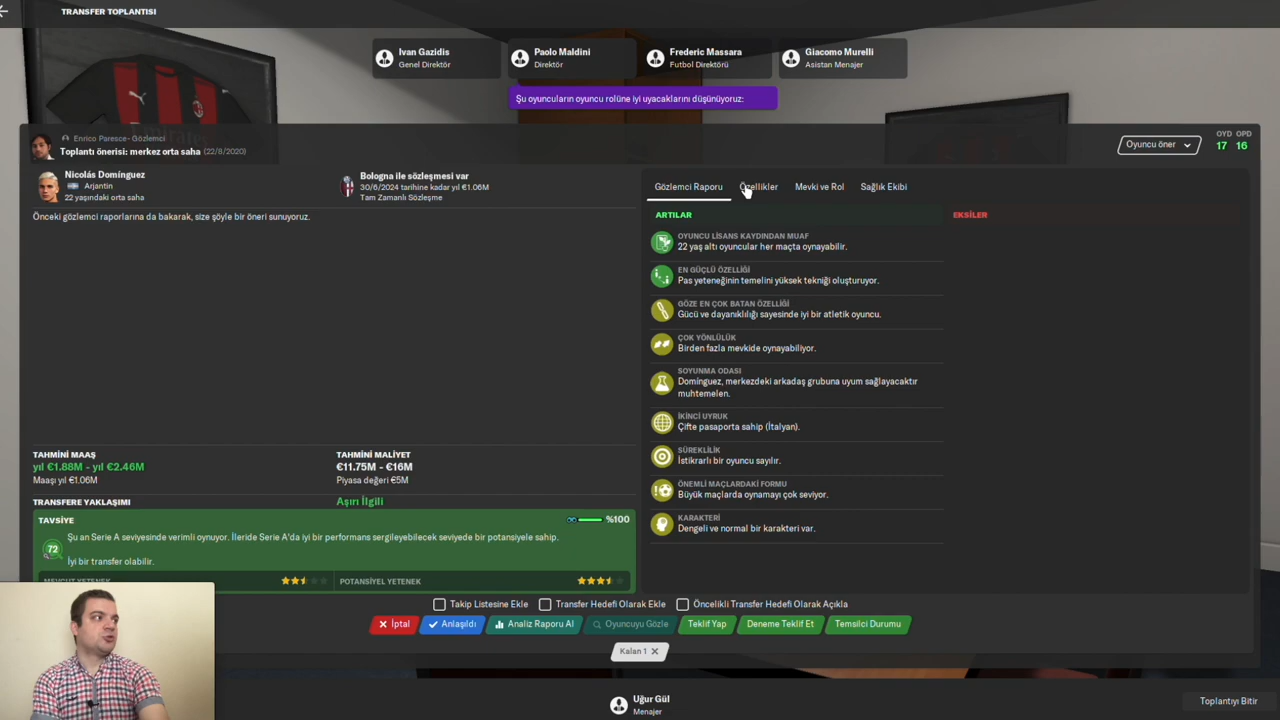 TRANSFER TOPLANTISI
Ivan Gazidis
Genel Direktör
Paolo Maldini
Direktör
Frederic Massara
Futbol Direktörü
Giacomo Murelli
Asistan Menajer
Şu oyuncuların oyuncu rolüne iyi uyacaklarını düşünüyoruz:
Enrico Paresce- Gözlemci
Toplantı önerisi: merkez orta saha (22/8/2020)
Oyuncu öner
OYD OPD
17 16
Nicolás Domínguez
Arjantin
22 yaşındaki orta saha
Bologna ile sözleşmesi var
30/6/2024 tarihine kadar yıl €1.06M
Tam Zamanlı Sözleşme
Önceki gözlemci raporlarına da bakarak, size şöyle bir öneri sunuyoruz.
Gözlemci Raporu Özellikler Mevki ve Rol Sağlık Ekibi
ARTILAR
EKSİLER
OYUNCU LİSANS KAYDINDAN MUAF
22 yaş altı oyuncular her maçta oynayabilir.
EN GÜÇLÜ ÖZELLİĞİ
Pas yeteneğinin temelini yüksek tekniği oluşturuyor.
GÖZE EN ÇOK BATAN ÖZELLİĞİ
Gücü ve dayanıklılığı sayesinde iyi bir atletik oyuncu.
ÇOK YÖNLÜLÜK
Birden fazla mevkide oynayabiliyor.
SOYUNMA ODASI
Domínguez, merkezdeki arkadaş grubuna uyum sağlayacaktır
muhtemelen.
İKİNCİ UYRUK
Çifte pasaporta sahip (İtalyan).
SÜREKLİLİK
İstikrarlı bir oyuncu sayılır.
ÖNEMLİ MAÇLARDAKİ FORMU
Büyük maçlarda oynamayı çok seviyor.
KARAKTERİ
Dengeli ve normal bir karakteri var.
TAHMİNİ MAAŞ
yıl €1.88M - yıl €2.46M
Maaşı yıl €1.06M
TAHMİNİ MALİYET
€11.75M - €16M
Piyasa değeri €5M
TRANSFERE YAKLAŞIMI
Aşırı İlgili
TAVSİYE
%100
72
Şu an Serie A seviyesinde verimli oynuyor. İleride Serie A'da iyi bir performans sergileyebilecek seviyede bir potansiyele sahip.
İyi bir transfer olabilir.
MEVCUT YETENEK
POTANSİYEL YETENEK
Takip Listesine Ekle
Transfer Hedefi Olarak Ekle
Öncelikli Transfer Hedefi Olarak Açıkla
İptal
Anlaşıldı
Analiz Raporu Al
Oyuncuyu Gözle
Teklif Yap
Deneme Teklif Et
Temsilci Durumu
Kalan 1
Uğur Gül
Menajer
Toplantıyı Bitir